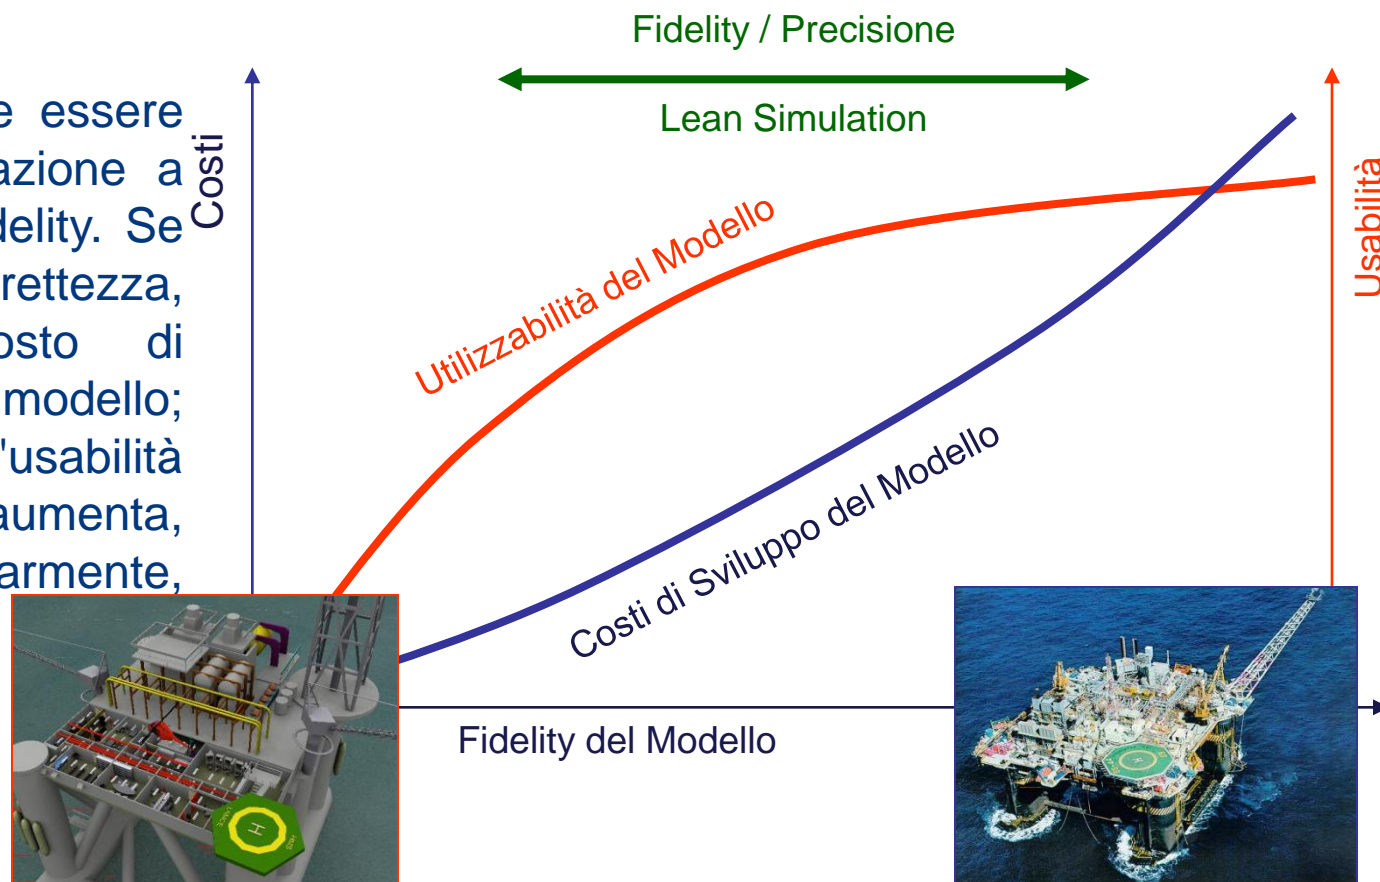 Fidelity / Precisione
Lean Simulation
Costi
Usabilità
e essere
azione a
delity. Se
rettezza,
osto di
modello;
l'usabilità
aumenta,
armente,
Utilizzabilità del Modello
Costi di Sviluppo del Modello
Fidelity del Modello
H
H